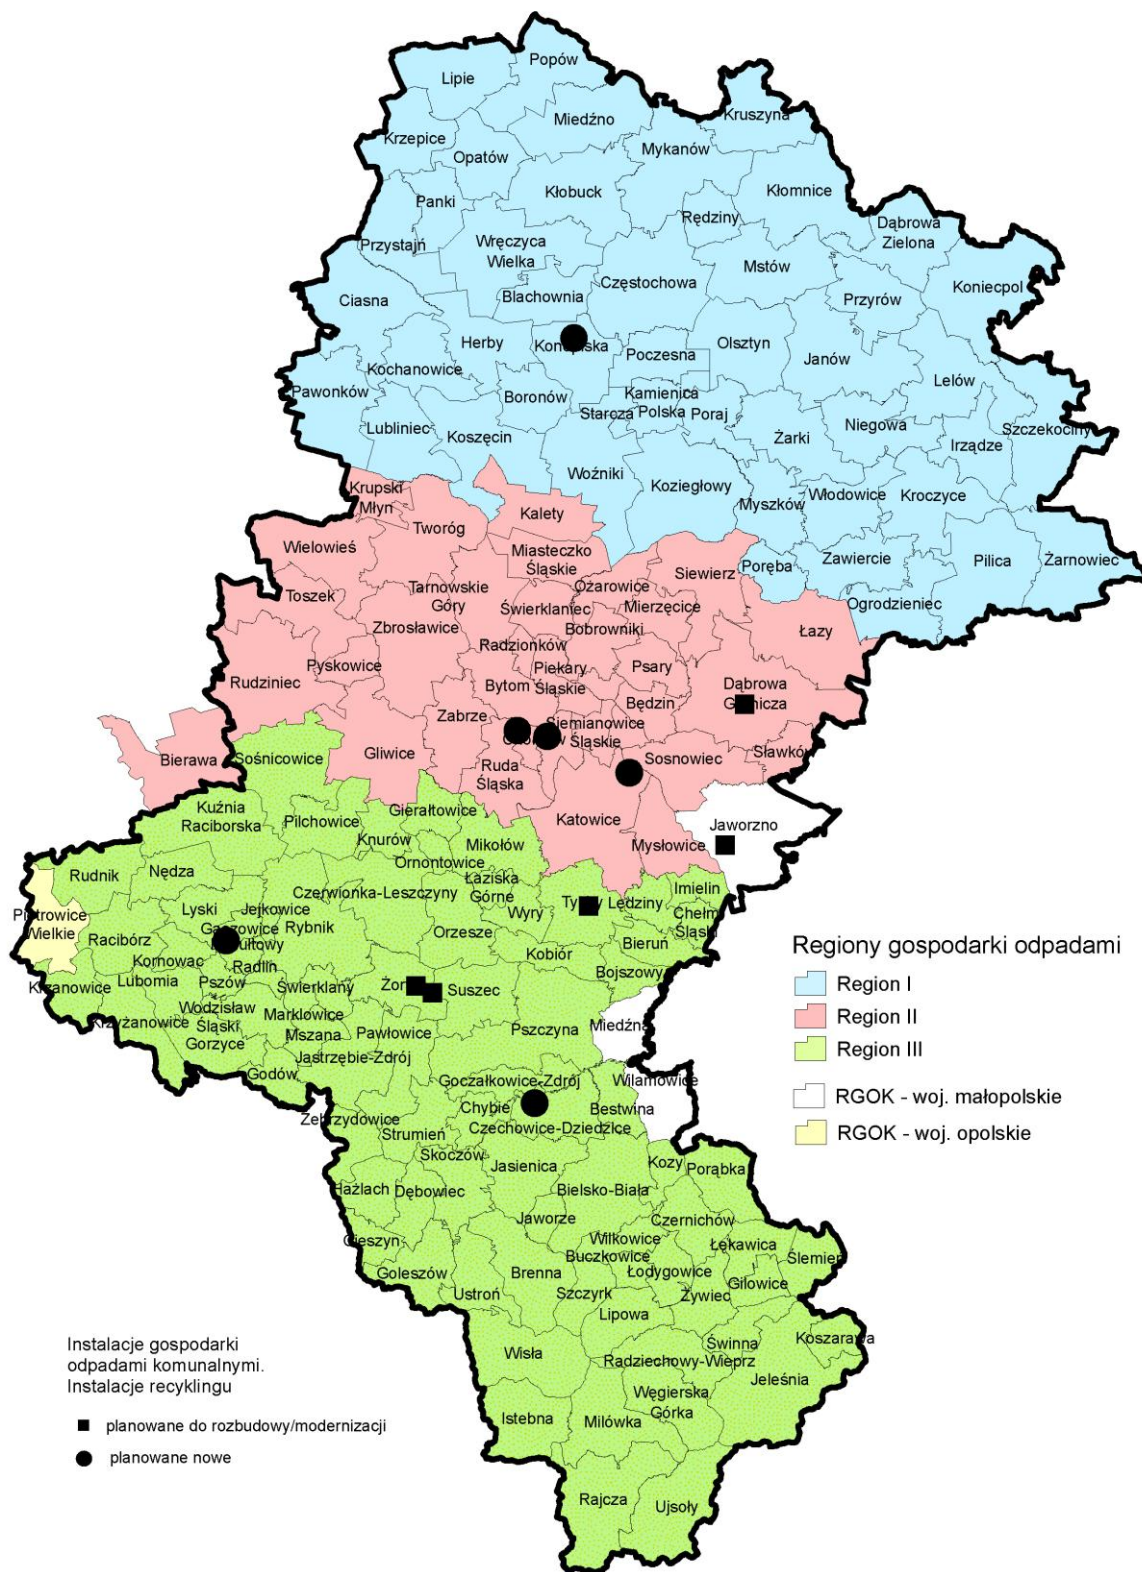 Popów
Lipie
Kruszyna
Miedźno
Krzepice
Mykanów
Opatów
Kłobuck
Kłomnice
Panki
Rędziny
Dąbrowa
Zielona
Przystajń
Wręczyca
Wielka
Mstów
Częstochowa
Koniecpol
Ciasna
Blachownia
Przyrów
Herby
Olsztyn
Poczesna
Janów
Kochanowice
Lelów
Pawonków
Boronów
Kamienica
Polska
Starcza
Poraj
Niegowa
Szczekociny
Lubliniec
Koszęcin
Żarki
Irządze
Woźniki
Koziegłowy
Krupski
Młyn
Włodowice
Kroczyce
Myszków
Kalety
Tworóg
Wielowieś
Miasteczko
Śląskie
Zawiercie
Pilica
Żarnowiec
Poręba
Siewierz
Ożarowice
Toszek
Tarnowskie
Góry
Świerklaniec
Mierzęcice
Ogrodzieniec
Zbrosławice
Bobrowniki
Łazy
Radzionków
Pyskowice
Piekary
Śląskie
Psary
Rudziniec
Bytom
Dąbrowa
Będzin
Zabrze
Siemianowice
Śląskie
Gliwice
Sławków
Bierawa
Sośnicowice
Ruda
Śląska
Sosnowiec
Kuźnia
Raciborska
Gierałtowice
Pilchowice
Katowice
Jaworzno
Knurów
Mikołów
Mysłowice
Ornontowice
Nędza
Rudnik
Łaziska
Górne
Imielin
Czerwionka-Leszczyny
Lędziny
Lyski
Jejkowice
Wyry
Chełm
Śląski
Piotrowice
Wielkie
Rybnik
Orzesze
Racibórz
Bieruń
Kornowac
Kobiór
Radlin
Bojszowy
Krzanowice
Lubomia
Pszów
Świerklany
Suszec
Krzyżanowice
Wodzisław
Śląski
Marklowice
Gorzyce
Mszana
Pawłowice
Pszczyna
Miedźna
Jastrzębie-Zdrój
Godów
Goczałkowice-Zdrój
Wilamowice
Zebrzydowice
Chybie
Bestwina
Strumień
Czechowice-Dziedzice
Skoczów
Jasienica
Kozy
Porąbka
Hażlach
Dębowiec
Bielsko-Biała
Jaworze
Czernichów
Cieszyn
Wilkowice
Łękawica
Buczkowice
Ślemień
Goleszów
Brenna
Łodygowice
Gilowice
Ustroń
Szczyrk
Żywiec
Lipowa
Koszarawa
Wisła
Świnna
Radziechowy-Wieprz
Jeleśnia
Węgierska
Górka
Istebna
Milówka
Rajcza
Ujsoły
Regiony gospodarki odpadami
Region I
Region II
Region III
RGOK - woj. małopolskie
RGOK - woj. opolskie
Instalacje gospodarki
odpadami komunalnymi.
Instalacje recyklingu
planowane do rozbudowy/modernizacji
planowane nowe